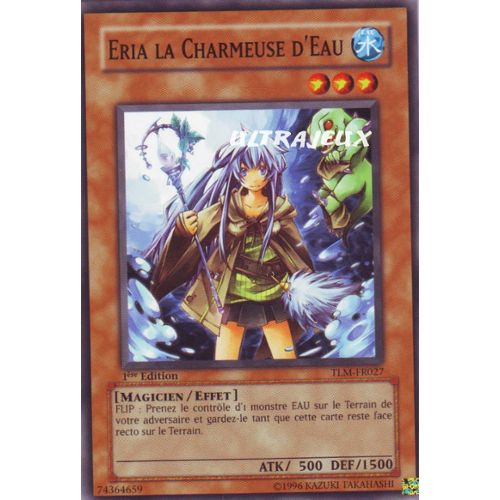 ERIA LA CHARMEUSE D'EAU
水
ULTRAJEUX
1ère Edition
TLM-FR027
[MAGICIEN / EFFET]
FLIP : Prenez le contrôle d'1 monstre EAU sur le Terrain de
votre adversaire et gardez-le tant que cette carte reste face
recto sur le Terrain.
ATK/ 500 DEF/1500
74364659
©1996 KAZUKI TAKAHASHI